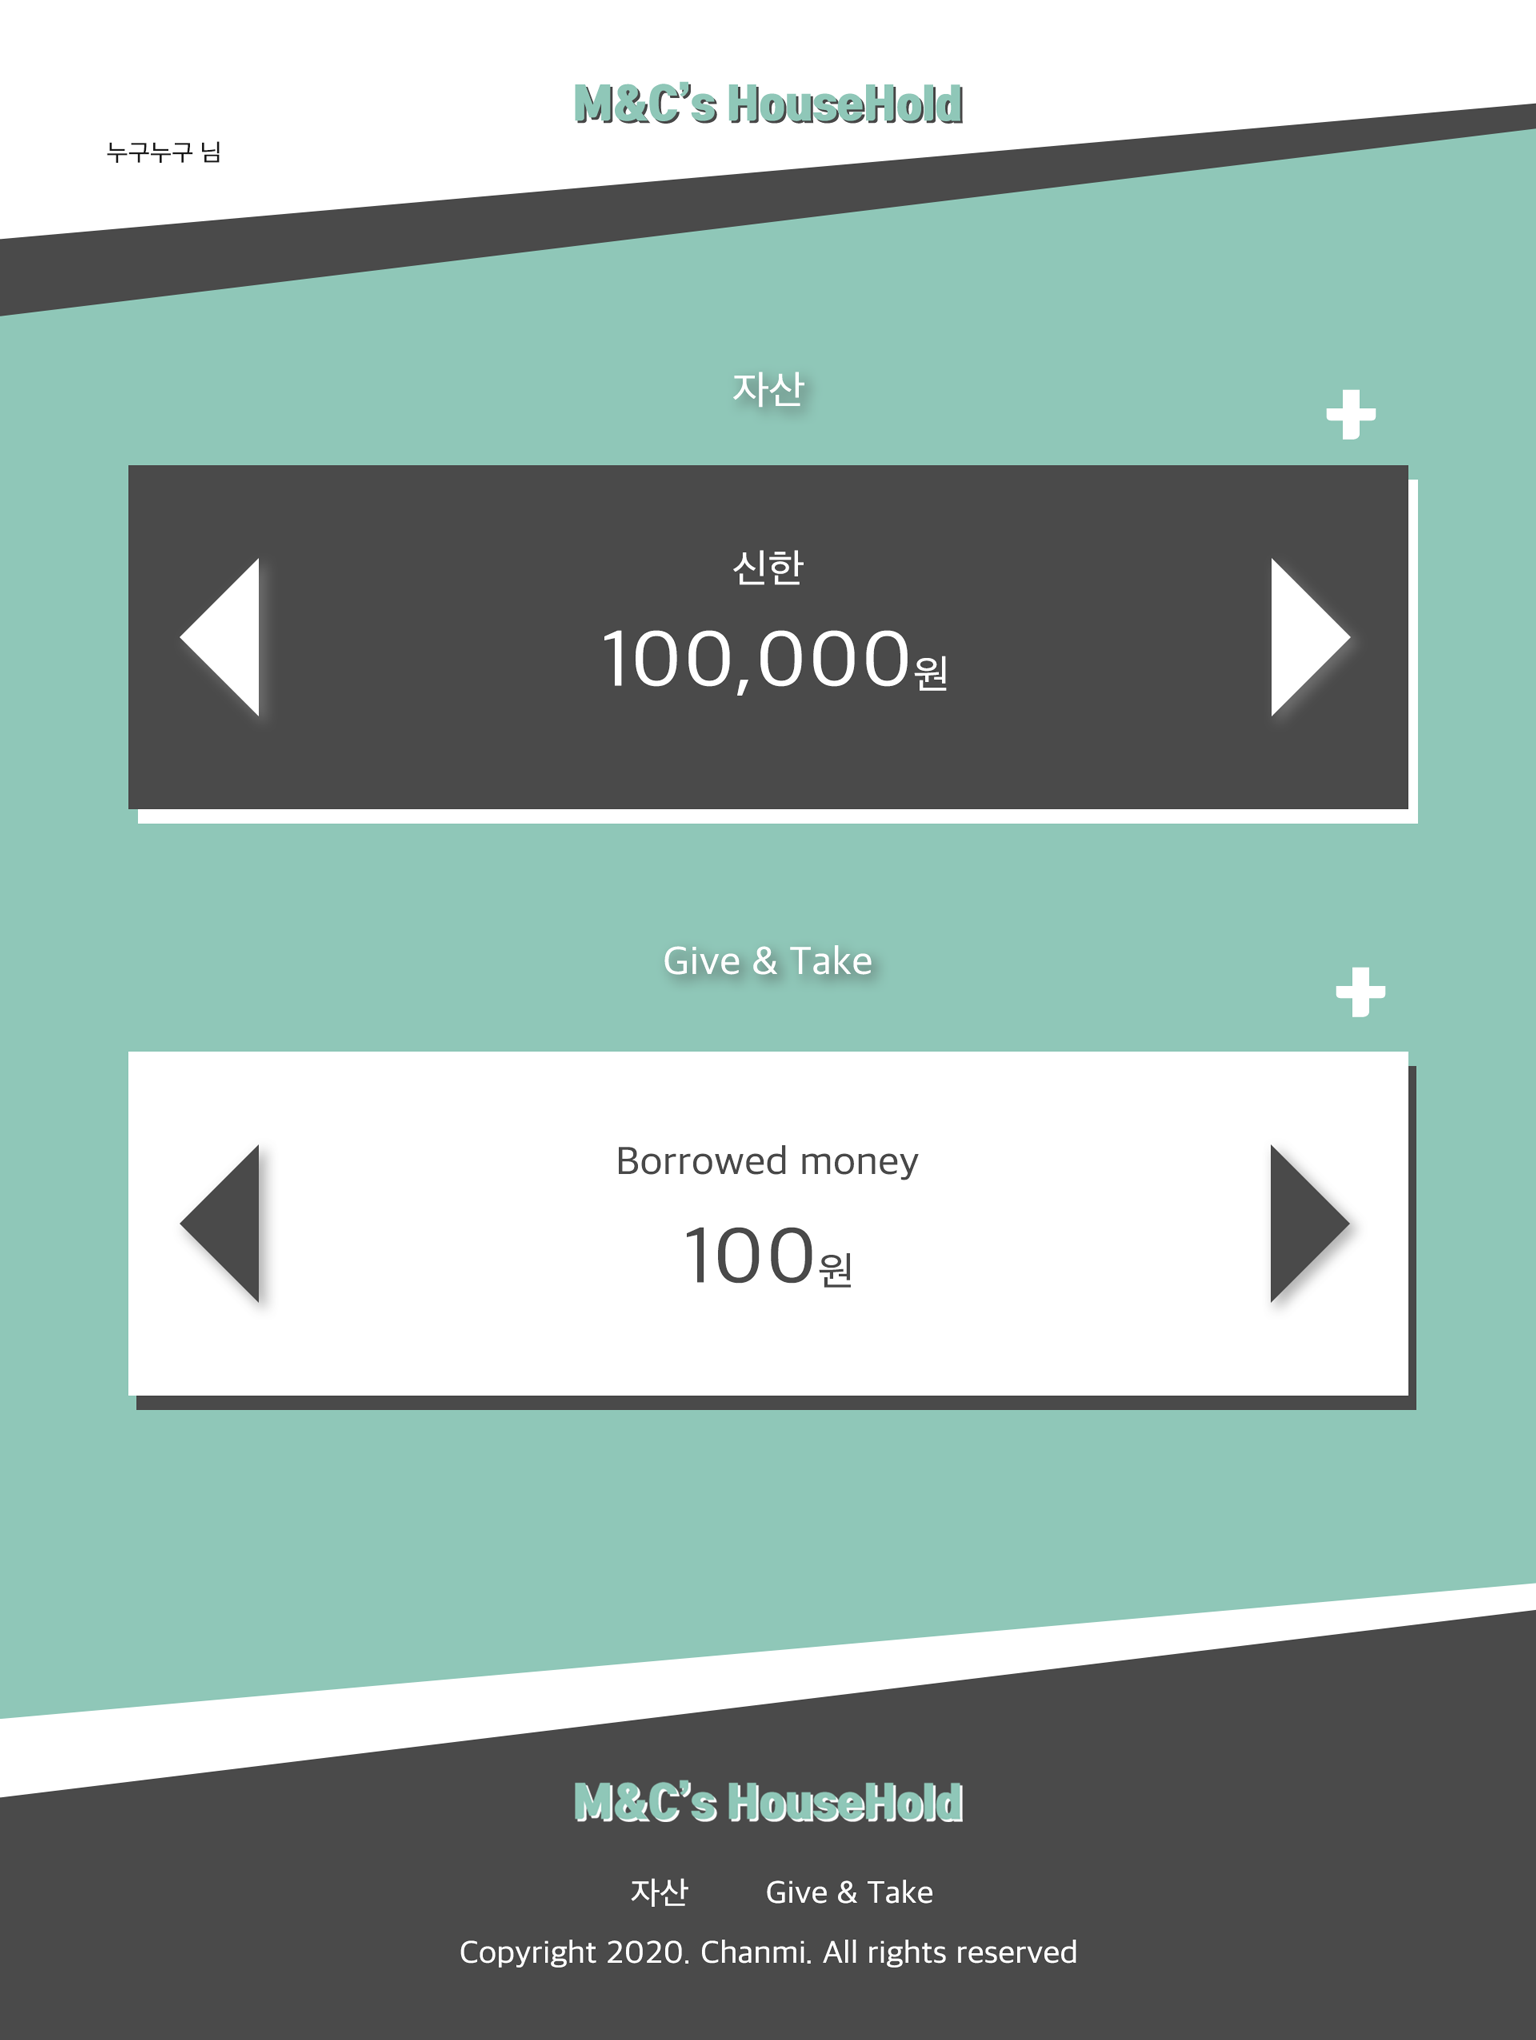 M&C's HouseHold
누구누구 님
자산
신한
100,000원
Give & Take
Borrowed money
100원
M&C's HouseHold
자산 Give & Take
Copyright 2020. Chanmi. All rights reserved